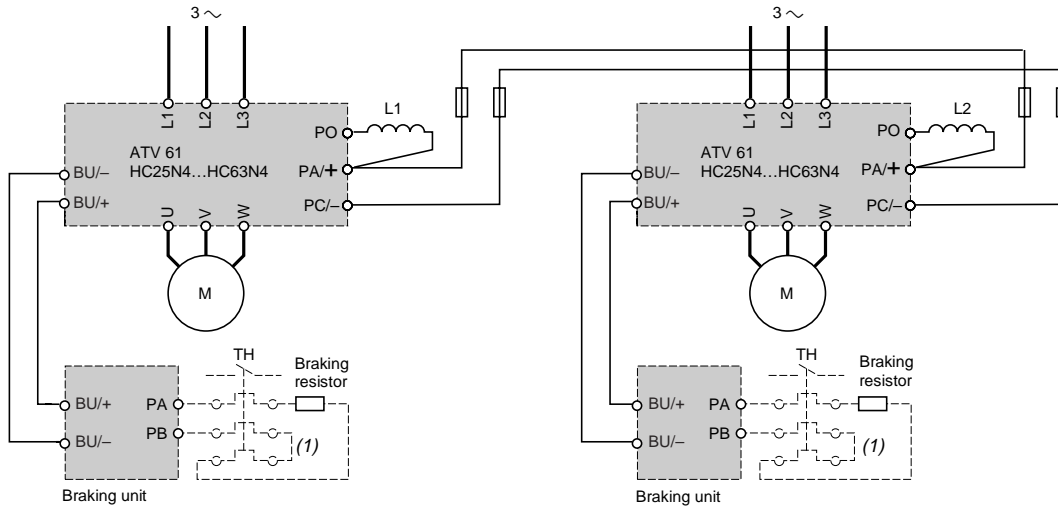 3 ~
3 ~
L1
L2
L3
L1
PO
ATV 61
HC25N4…HC63N4
PA/+
BU/–
BU/+
PC/–
U
V
W
M
TH
Braking
resistor
BU/+
PA
BU/–
PB
(1)
Braking unit
L1
L2
L3
L2
PO
ATV 61
HC25N4…HC63N4
PA/+
BU/–
BU/+
PC/–
U
V
W
M
TH
Braking
resistor
BU/+
PA
BU/–
PB
(1)
Braking unit